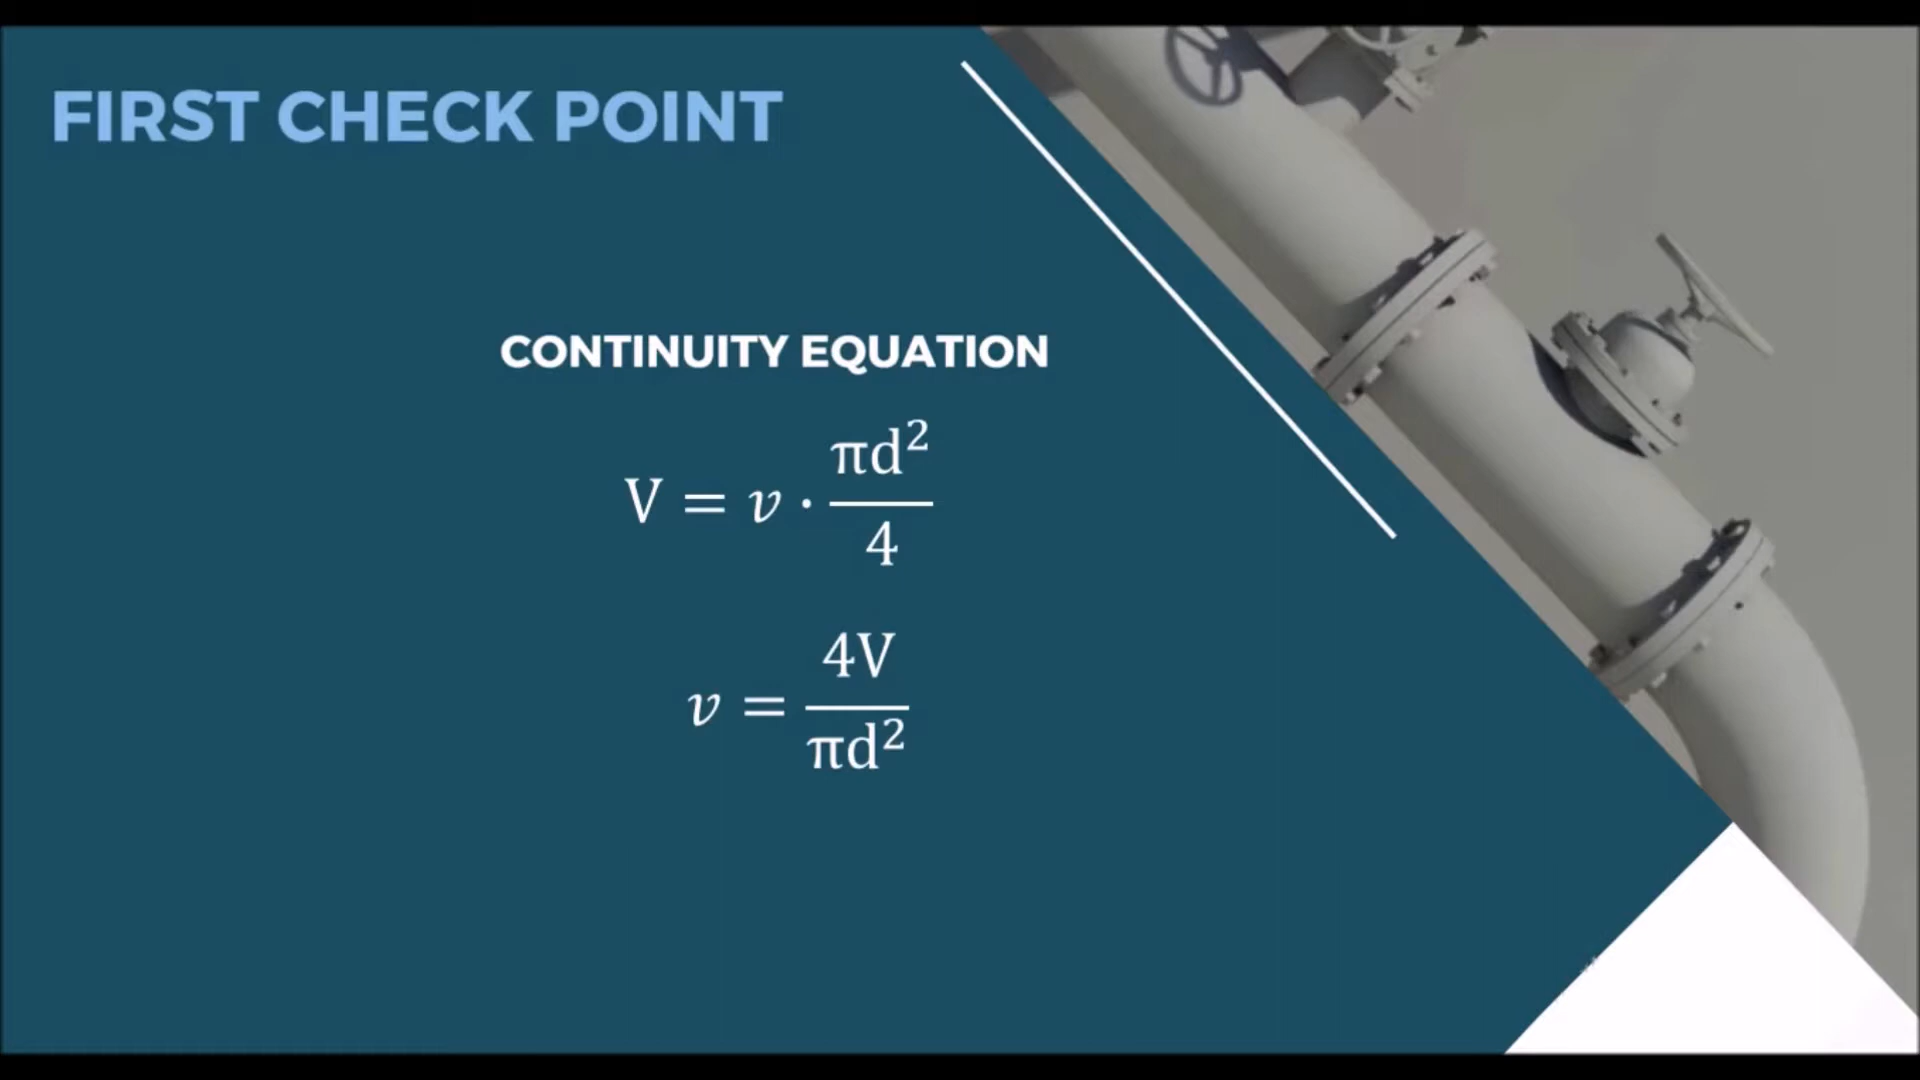 FIRST CHECK POINT
CONTINUITY EQUATION
V = v · πd²/4
v = 4V/πd²